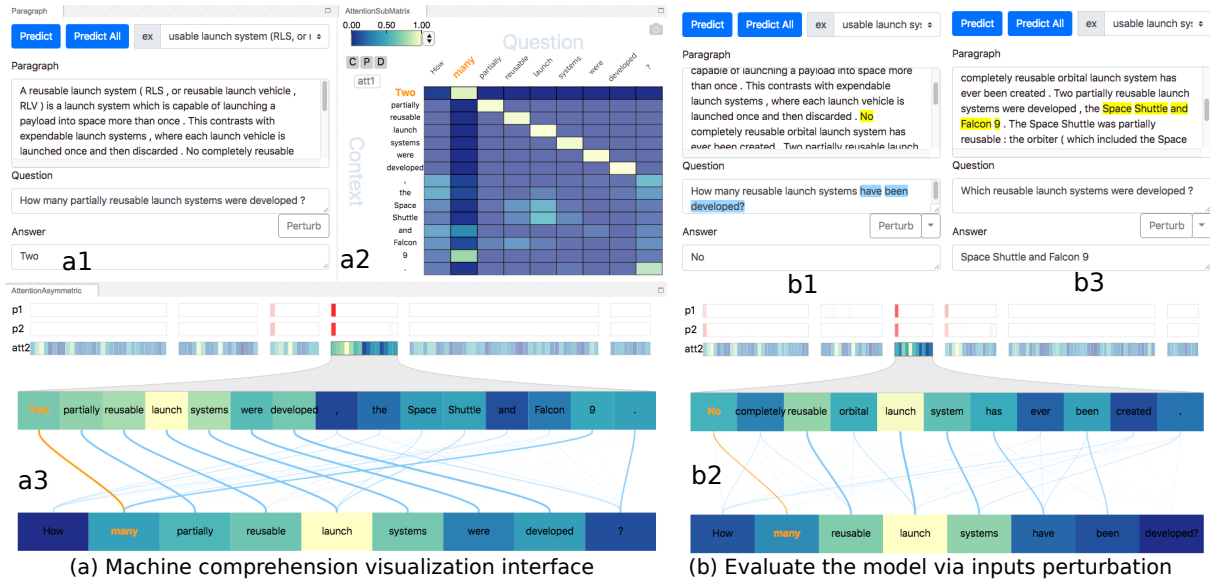 Paragraph
Predict Predict All ex usable launch system (RLS, or r
Paragraph
A reusable launch system ( RLS , or reusable launch vehicle ,
RLV ) is a launch system which is capable of launching a
payload into space more than once . This contrasts with
expendable launch systems , where each launch vehicle is
launched once and then discarded . No completely reusable
Question
How many partially reusable launch systems were developed ?
Perturb
Answer
Two
a1
AttentionSubMatrix
0.00 1.00
Question
C P D
att1
How many partially reusable launch systems were developed ?
Context
Two
partially
reusable
launch
systems
were
developed
,
the
Space
Shuttle
and
Falcon
9
.
a2
AttentionAsymmetric
p1
p2
att2
Two partially reusable launch systems were developed , the Space Shuttle and Falcon 9 .
a3
How many partially reusable launch systems were developed ?
(a) Machine comprehension visualization interface
Predict Predict All ex usable launch sys
Paragraph
capable of launching a payload into space more
than once . This contrasts with expendable
launch systems , where each launch vehicle is
launched once and then discarded . No
completely reusable orbital launch system has
ever been created . Two partially reusable launch
Question
How many reusable launch systems have been
developed?
Perturb
Answer
No
b1
Predict Predict All ex usable launch sys
Paragraph
completely reusable orbital launch system has
ever been created . Two partially reusable launch
systems were developed , the Space Shuttle and
Falcon 9 . The Space Shuttle was partially
reusable : the orbiter ( which included the Space
Question
Which reusable launch systems were developed ?
Perturb
Answer
Space Shuttle and Falcon 9
b3
p1
p2
att2
No completely reusable orbital launch system has ever been created .
b2
How many reusable launch systems have been developed?
(b) Evaluate the model via inputs perturbation